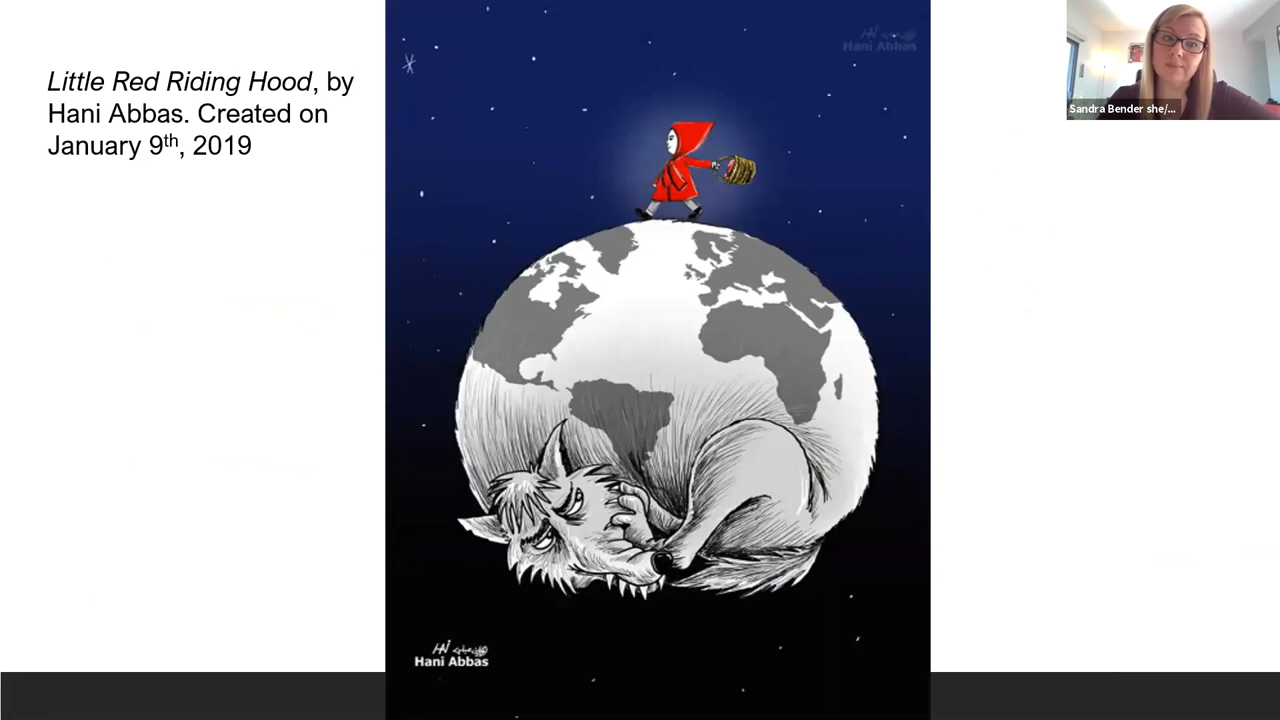 Little Red Riding Hood, by
Hani Abbas. Created on
January 9th, 2019
Hani Abbas
Sandra Bender she/...
Hani Abbas